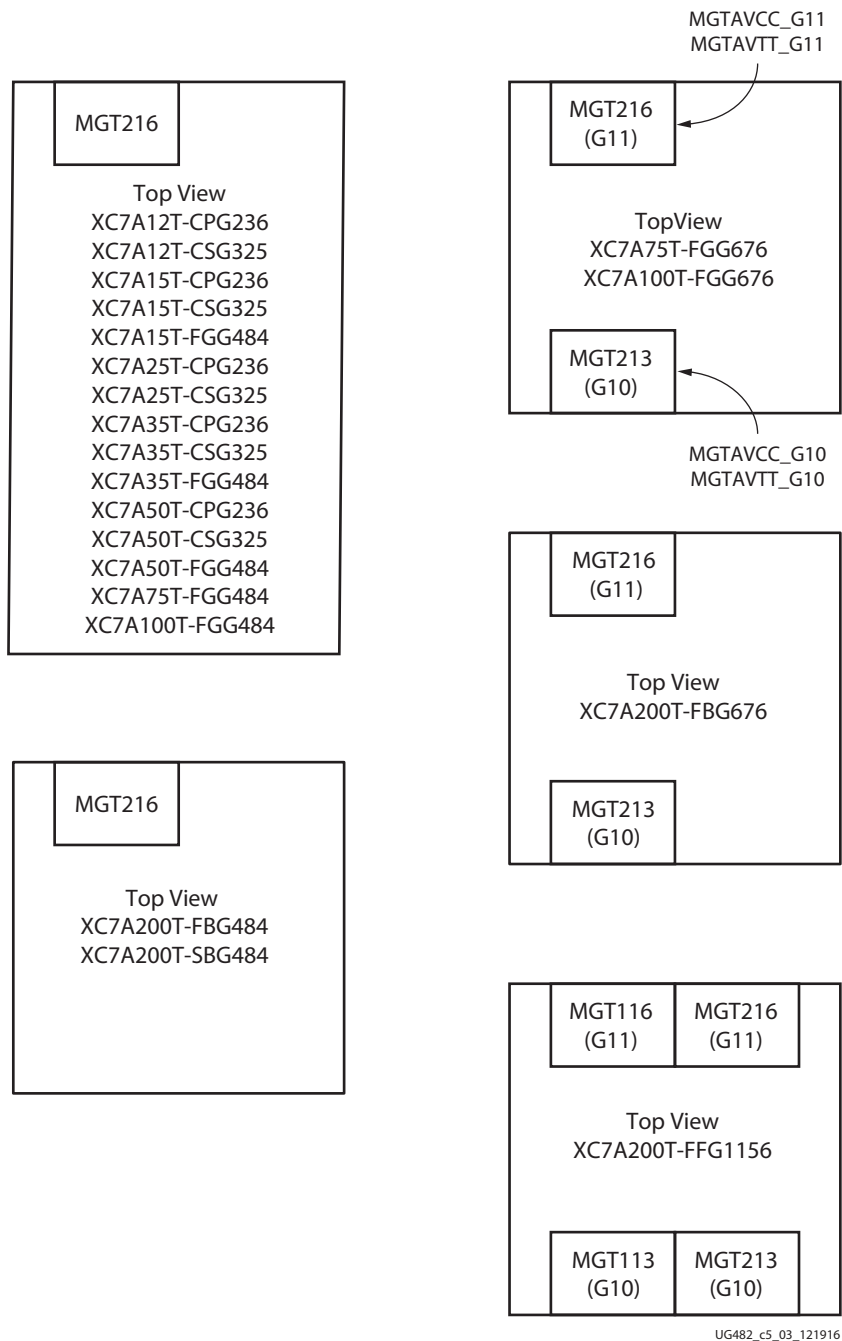 MGT216
Top View
XC7A12T-CPG236
XC7A12T-CSG325
XC7A15T-CPG236
XC7A15T-CSG325
XC7A15T-FGG484
XC7A25T-CPG236
XC7A25T-CSG325
XC7A35T-CPG236
XC7A35T-CSG325
XC7A35T-FGG484
XC7A50T-CPG236
XC7A50T-CSG325
XC7A50T-FGG484
XC7A75T-FGG484
XC7A100T-FGG484
MGT216
Top View
XC7A200T-FBG484
XC7A200T-SBG484
MGTAVCC_G11
MGTAVTT_G11
MGT216
(G11)
TopView
XC7A75T-FGG676
XC7A100T-FGG676
MGT213
(G10)
MGTAVCC_G10
MGTAVTT_G10
MGT216
(G11)
Top View
XC7A200T-FBG676
MGT213
(G10)
MGT116
(G11)
MGT216
(G11)
Top View
XC7A200T-FFG1156
MGT113
(G10)
MGT213
(G10)
UG482_c5_03_121916